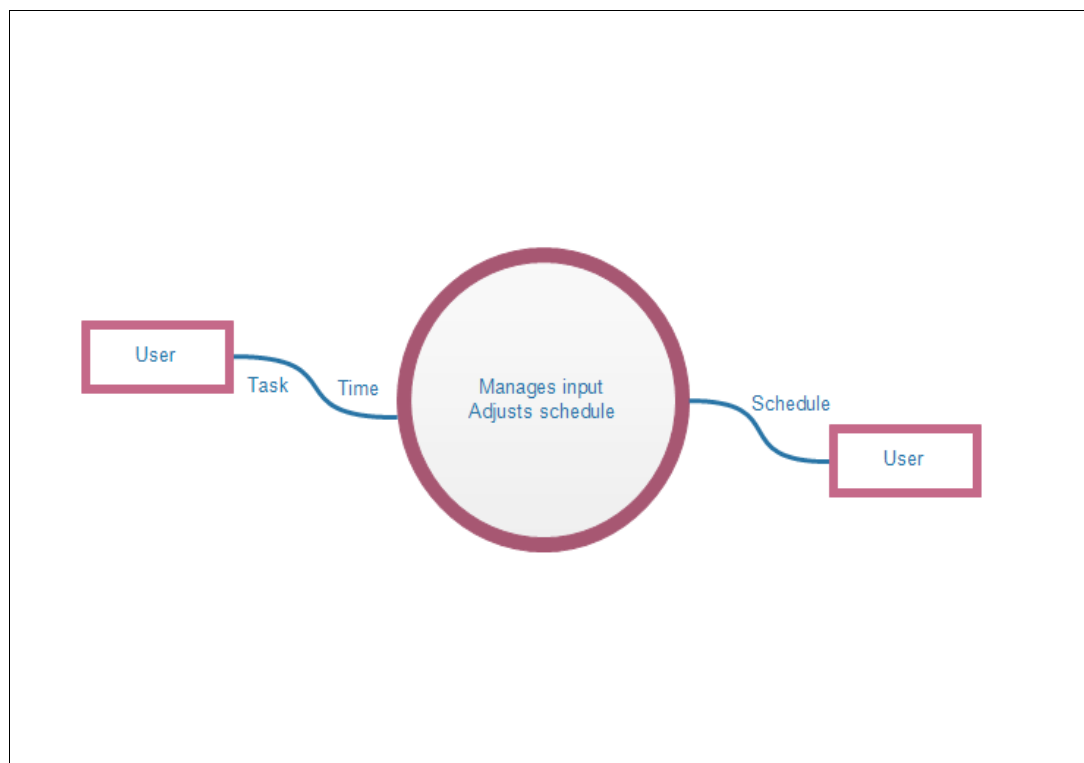 User
Task
Time
Manages input
Adjusts schedule
Schedule
User